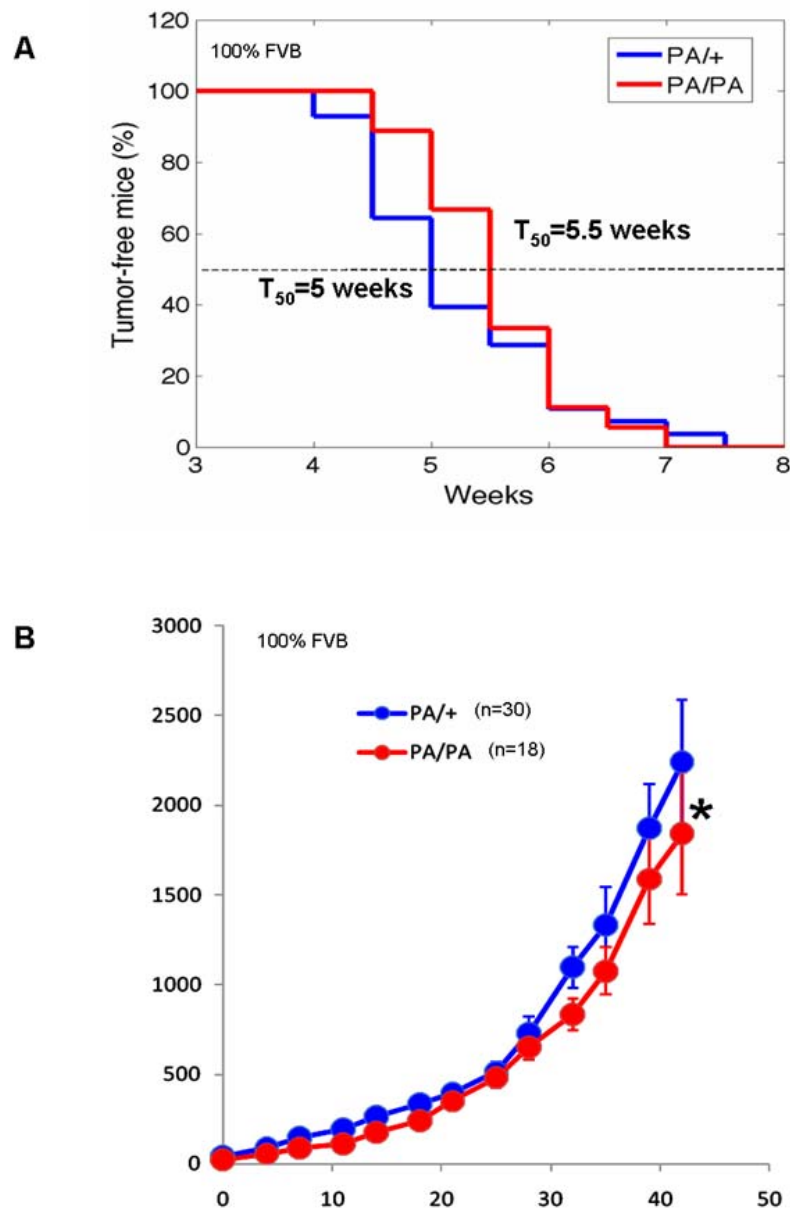 A
100% FVB
PA/+
PA/PA
Tumor-free mice (%)
120
100
80
60
40
20
0
T50=5.5 weeks
T50=5 weeks
3 4 5 6 7 8
Weeks
B
100% FVB
PA/+ (n=30)
PA/PA (n=18)
3000
2500
2000
1500
1000
500
0
*
0 10 20 30 40 50